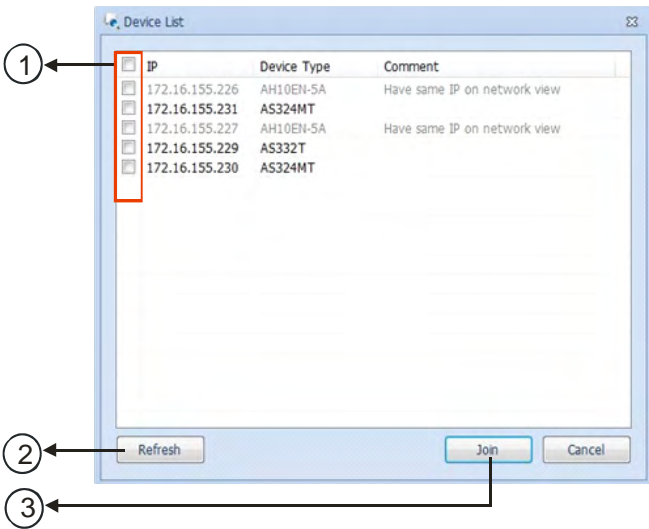 Device List
1
IP Device Type Comment
172.16.155.226 AH10EN-5A Have same IP on network view
172.16.155.231 AS324MT
172.16.155.227 AH10EN-5A Have same IP on network view
172.16.155.229 AS332T
172.16.155.230 AS324MT
2
Refresh Join Cancel
3